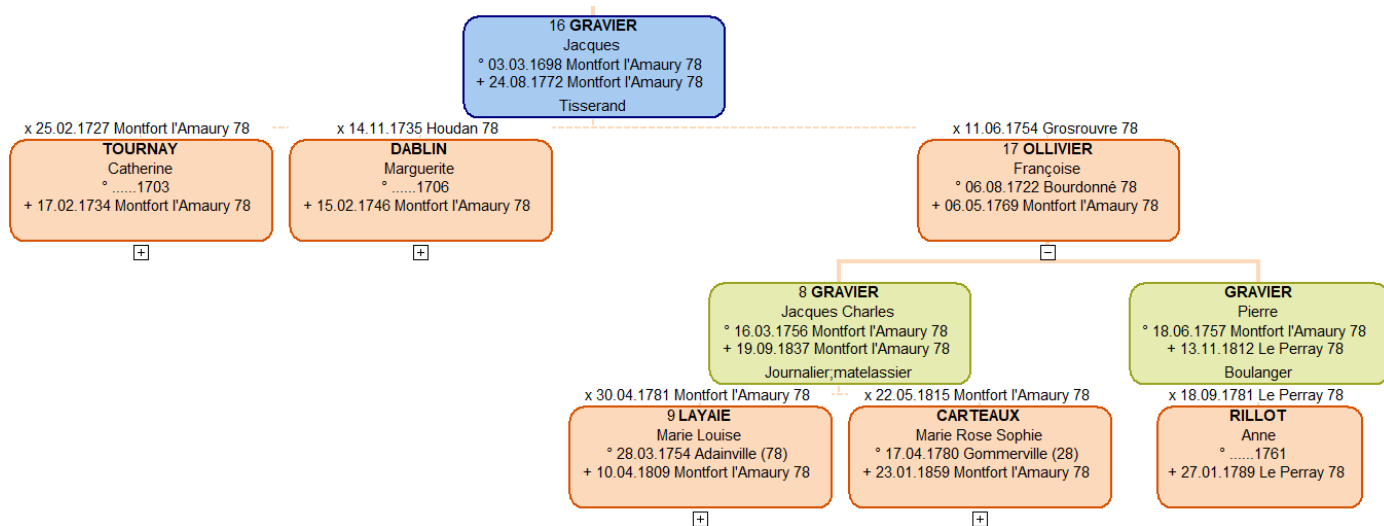 16 GRAVIER
Jacques
° 03.03.1698 Montfort l'Amaury 78
+ 24.08.1772 Montfort l'Amaury 78
Tisserand
x 25.02.1727 Montfort l'Amaury 78
TOURNAY
Catherine
° ......1703
+ 17.02.1734 Montfort l'Amaury 78
+
x 14.11.1735 Houdan 78
DABLIN
Marguerite
° ......1706
+ 15.02.1746 Montfort l'Amaury 78
+
x 11.06.1754 Grosrouvre 78
17 OLLIVIER
Françoise
° 06.08.1722 Bourdonné 78
+ 06.05.1769 Montfort l'Amaury 78
−
8 GRAVIER
Jacques Charles
° 16.03.1756 Montfort l'Amaury 78
+ 19.09.1837 Montfort l'Amaury 78
Journalier;matelassier
GRAVIER
Pierre
° 18.06.1757 Montfort l'Amaury 78
+ 13.11.1812 Le Perray 78
Boulanger
x 30.04.1781 Montfort l'Amaury 78
9 LAYAIE
Marie Louise
° 28.03.1754 Adainville (78)
+ 10.04.1809 Montfort l'Amaury 78
+
x 22.05.1815 Montfort l'Amaury 78
CARTEAUX
Marie Rose Sophie
° 17.04.1780 Gommerville (28)
+ 23.01.1859 Montfort l'Amaury 78
+
x 18.09.1781 Le Perray 78
RILLOT
Anne
° ......1761
+ 27.01.1789 Le Perray 78